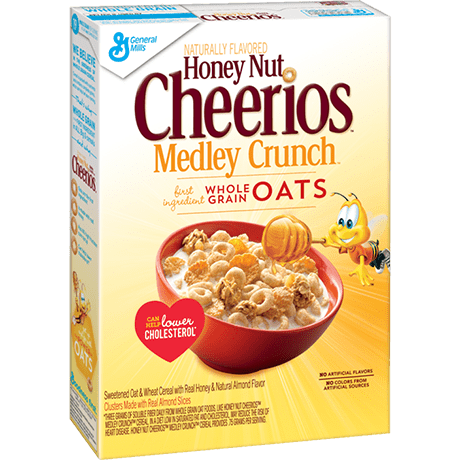 General
Mills
NATURALLY FLAVORED
Honey Nut
Cheerios
Medley Crunch
first
ingredient
WHOLE
GRAIN
OATS
CAN
HELP lower
CHOLESTEROL*
NO ARTIFICIAL FLAVORS
NO COLORS FROM
ARTIFICIAL SOURCES
Sweetened Oat & Wheat Cereal with Real Honey & Natural Almond Flavor
Clusters Made with Real Almond Slices
*THREE GRAMS OF SOLUBLE FIBER DAILY FROM WHOLE GRAIN OAT FOODS, LIKE HONEY NUT CHEERIOS™
MEDLEY CRUNCH™ CEREAL, IN A DIET LOW IN SATURATED FAT AND CHOLESTEROL, MAY REDUCE THE RISK OF
HEART DISEASE. HONEY NUT CHEERIOS™ MEDLEY CRUNCH™ CEREAL PROVIDES .75 GRAMS PER SERVING.
WE BELIEVE
WHOLE GRAIN
Cheerios
OATS